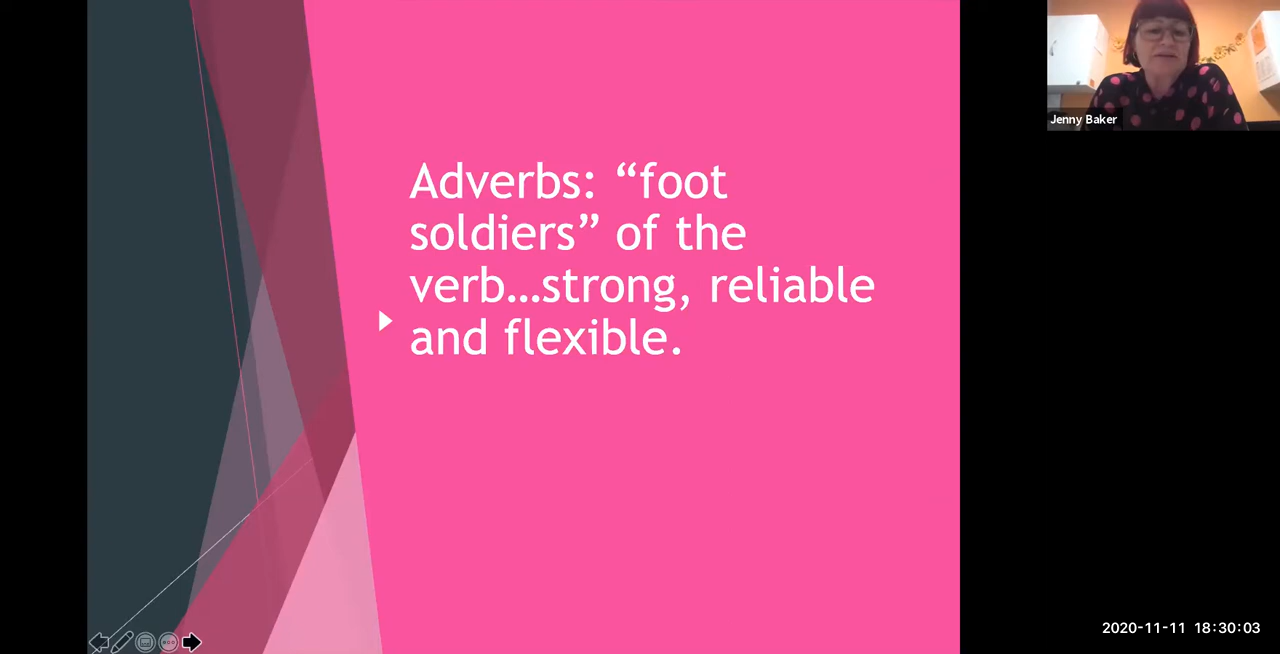 Adverbs: “foot
soldiers” of the
verb…strong, reliable
and flexible.
Jenny Baker
2020-11-11 18:30:03